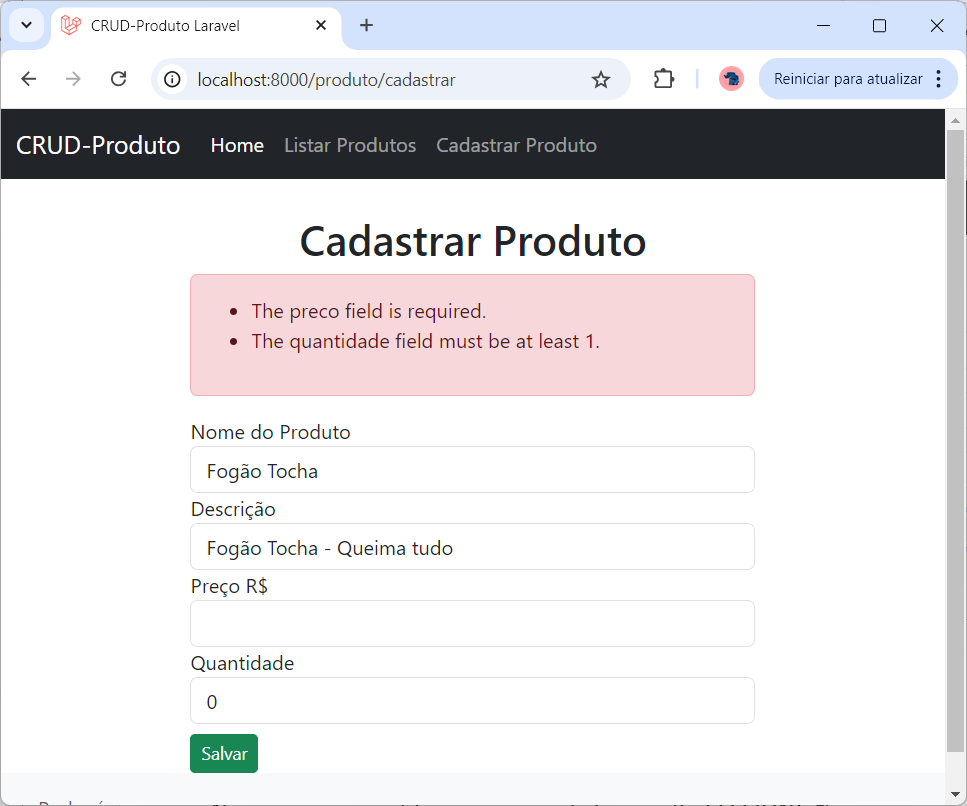 CRUD-Produto Laravel
localhost:8000/produto/cadastrar
Reiniciar para atualizar
CRUD-Produto Home Listar Produtos Cadastrar Produto
Cadastrar Produto
The preco field is required.
The quantidade field must be at least 1.
Nome do Produto
Fogão Tocha
Descrição
Fogão Tocha - Queima tudo
Preço R$
Quantidade
0
Salvar